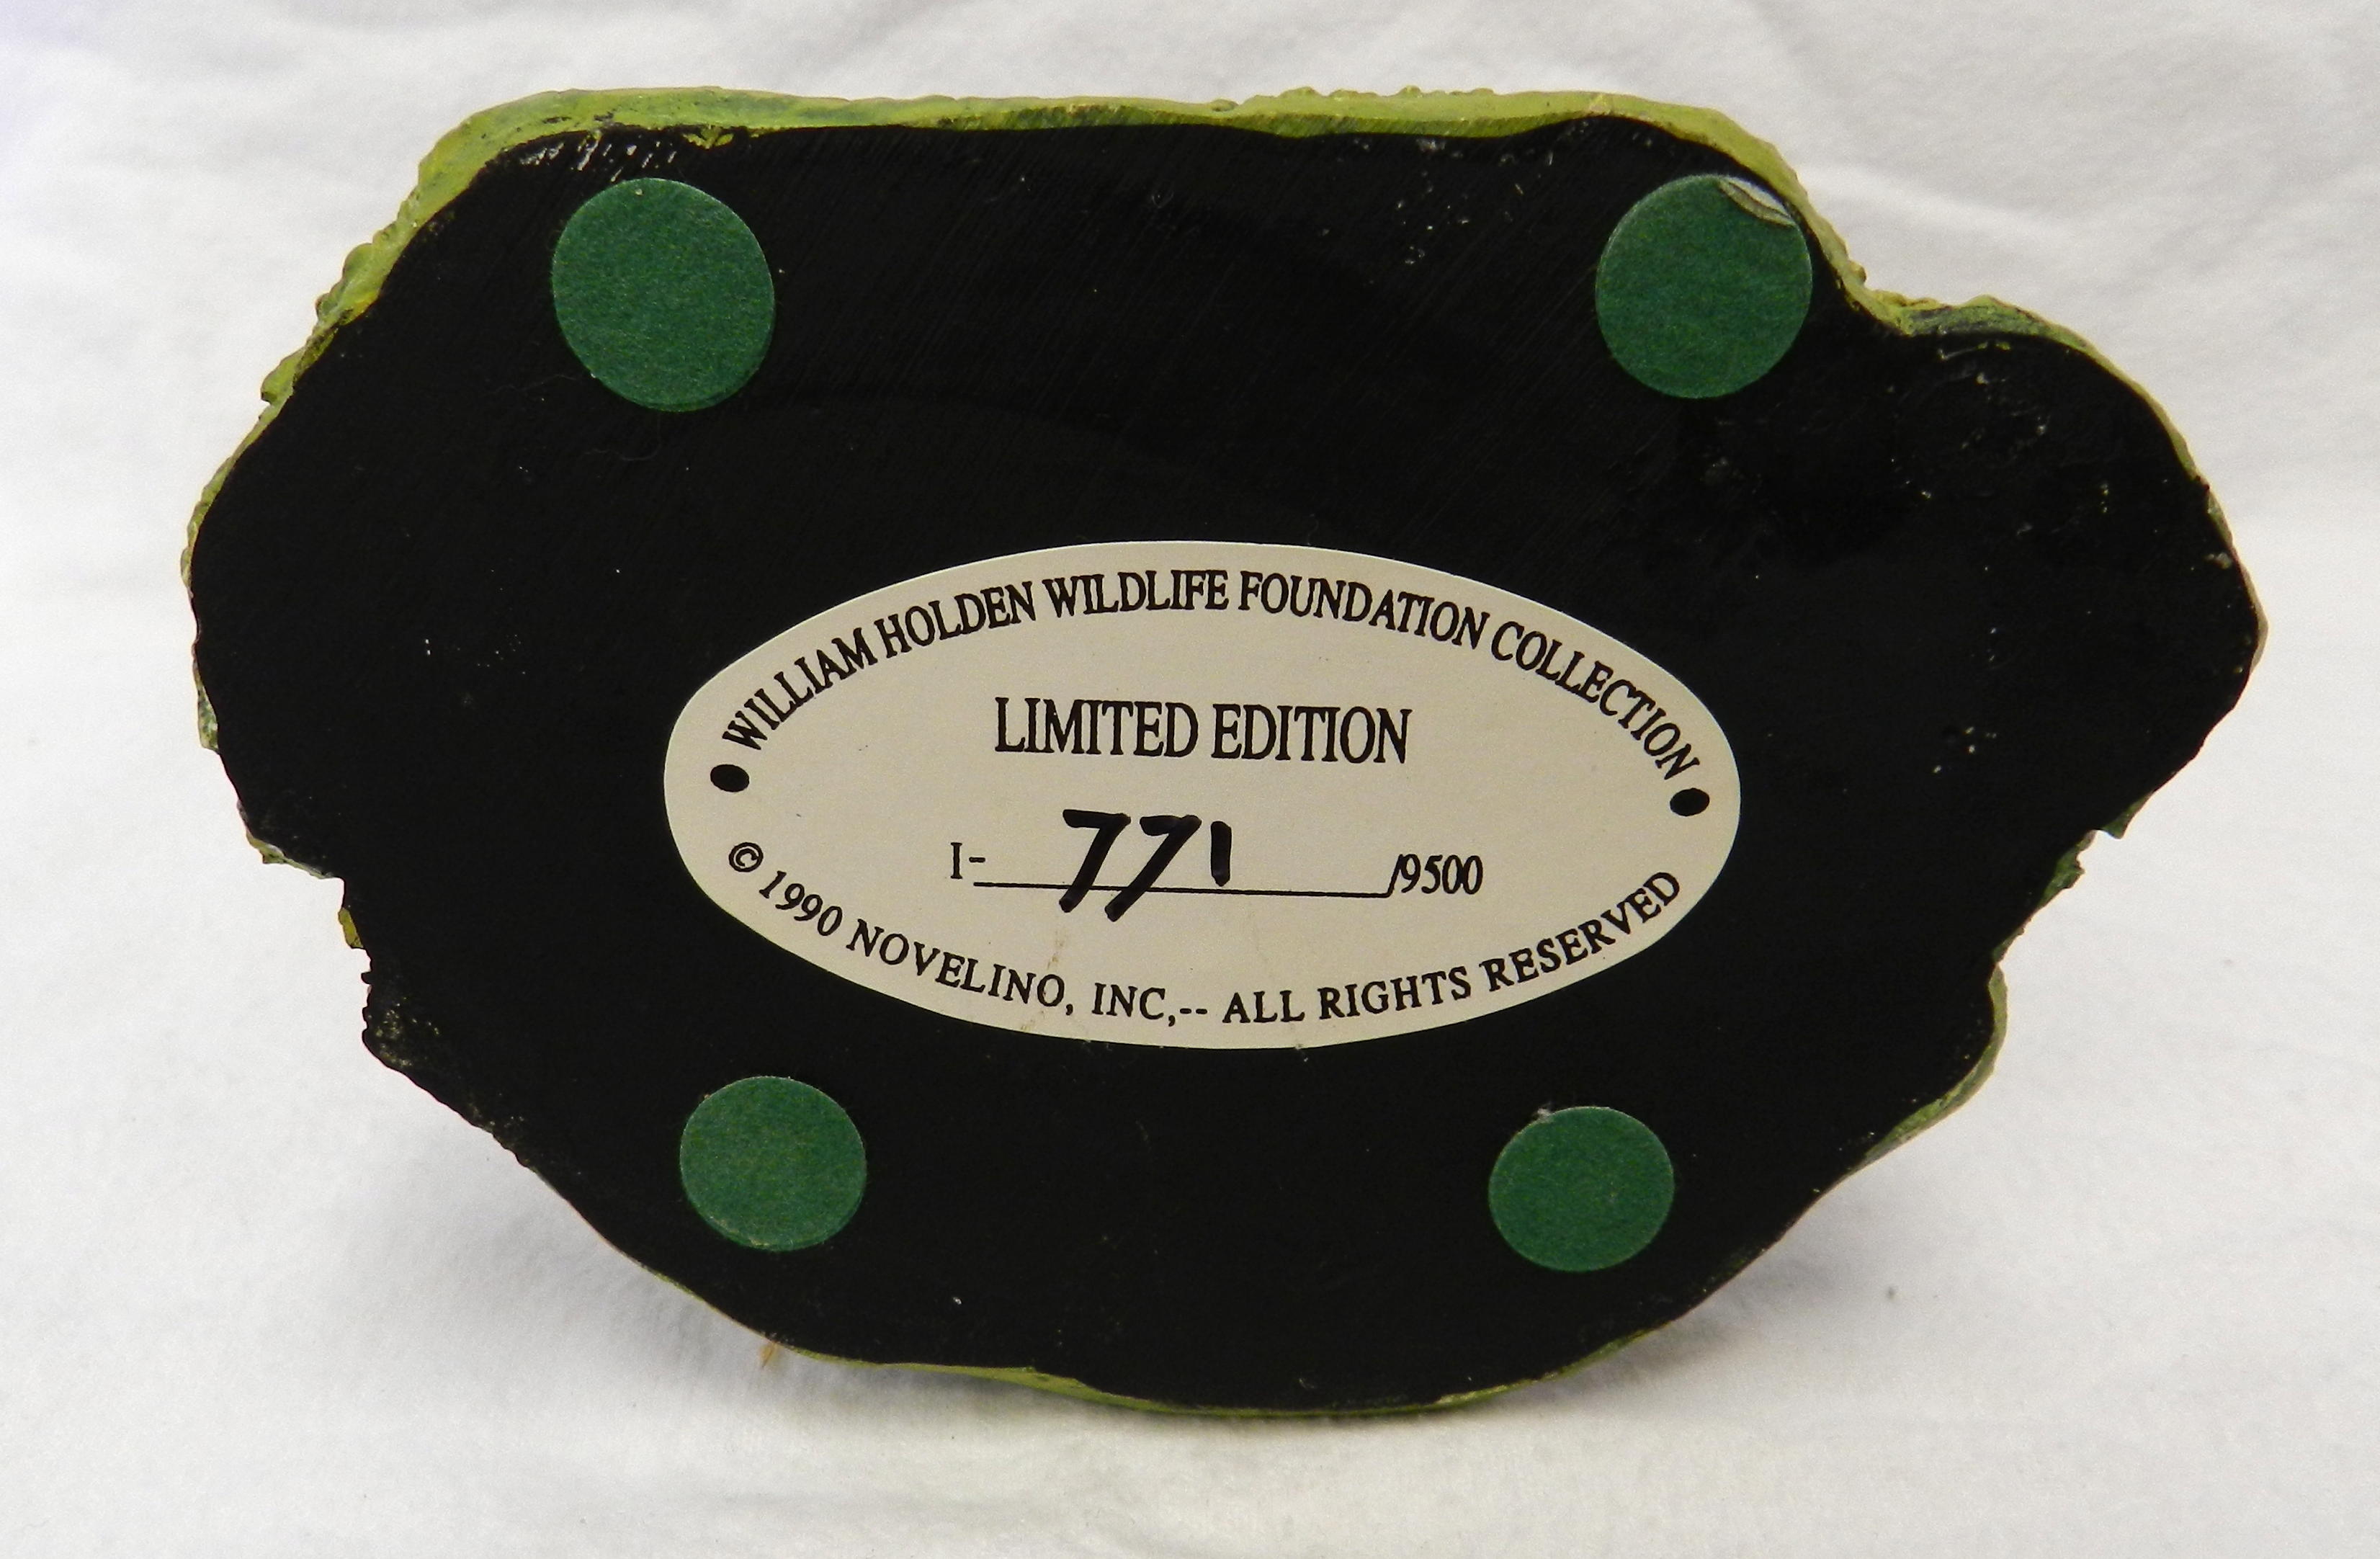 WILLIAM HOLDEN WILDLIFE FOUNDATION COLLECTION
LIMITED EDITION
I- 771 /9500
© 1990 NOVELINO, INC,-- ALL RIGHTS RESERVED